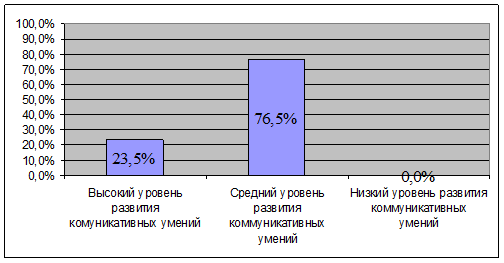 100,0%
90,0%
80,0%
70,0%
60,0%
50,0%
40,0%
30,0%
20,0%
10,0%
0,0%
23,5%
76,5%
0,0%
Высокий уровень
развития
комуникативных умений
Средний уровень
развития
коммуникативных
умений
Низкий уровень развития
коммуникативных
умений